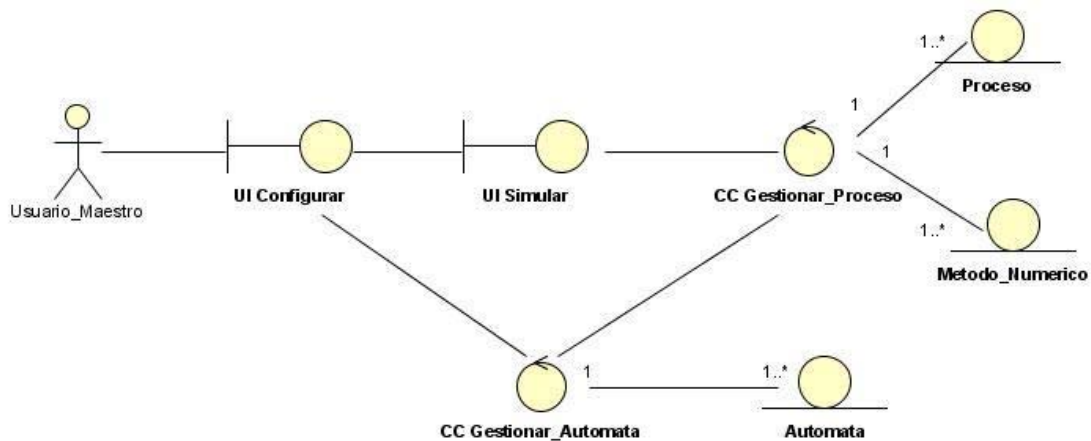 1..*
Proceso
1
1
Usuario_Maestro
UI Configurar
UI Simular
CC Gestionar_Proceso
1..*
Metodo_Numerico
1
1..*
CC Gestionar_Automata
Automata